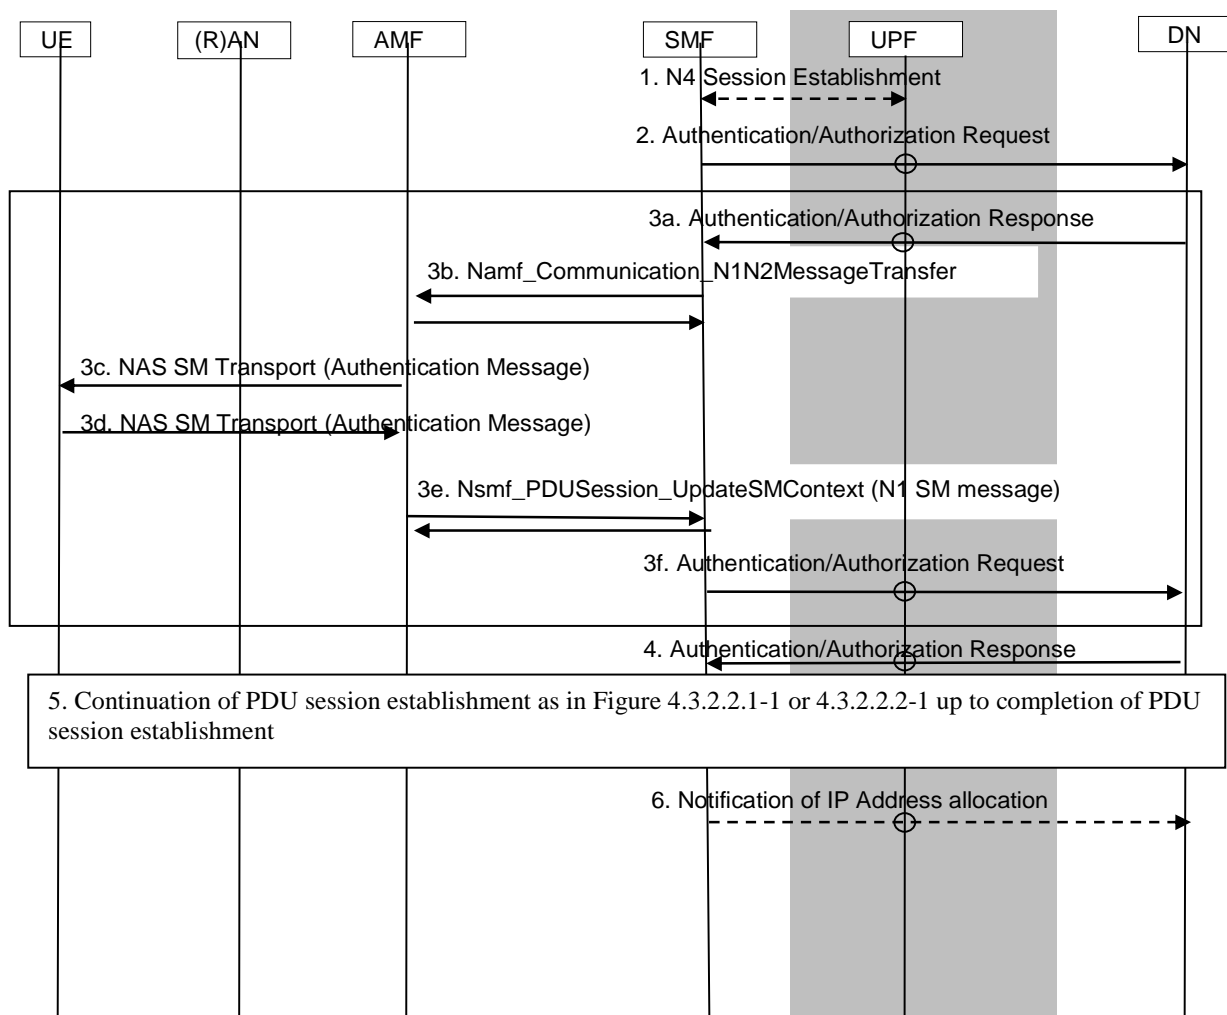 UE
(R)AN
AMF
SMF
UPF
DN
1. N4 Session Establishment
2. Authentication/Authorization Request
3a. Authentication/Authorization Response
3b. Namf_Communication_N1N2MessageTransfer
3c. NAS SM Transport (Authentication Message)
3d. NAS SM Transport (Authentication Message)
3e. Nsmf_PDUSession_UpdateSMContext (N1 SM message)
3f. Authentication/Authorization Request
4. Authentication/Authorization Response
5. Continuation of PDU session establishment as in Figure 4.3.2.2.1-1 or 4.3.2.2.2-1 up to completion of PDU
session establishment
6. Notification of IP Address allocation